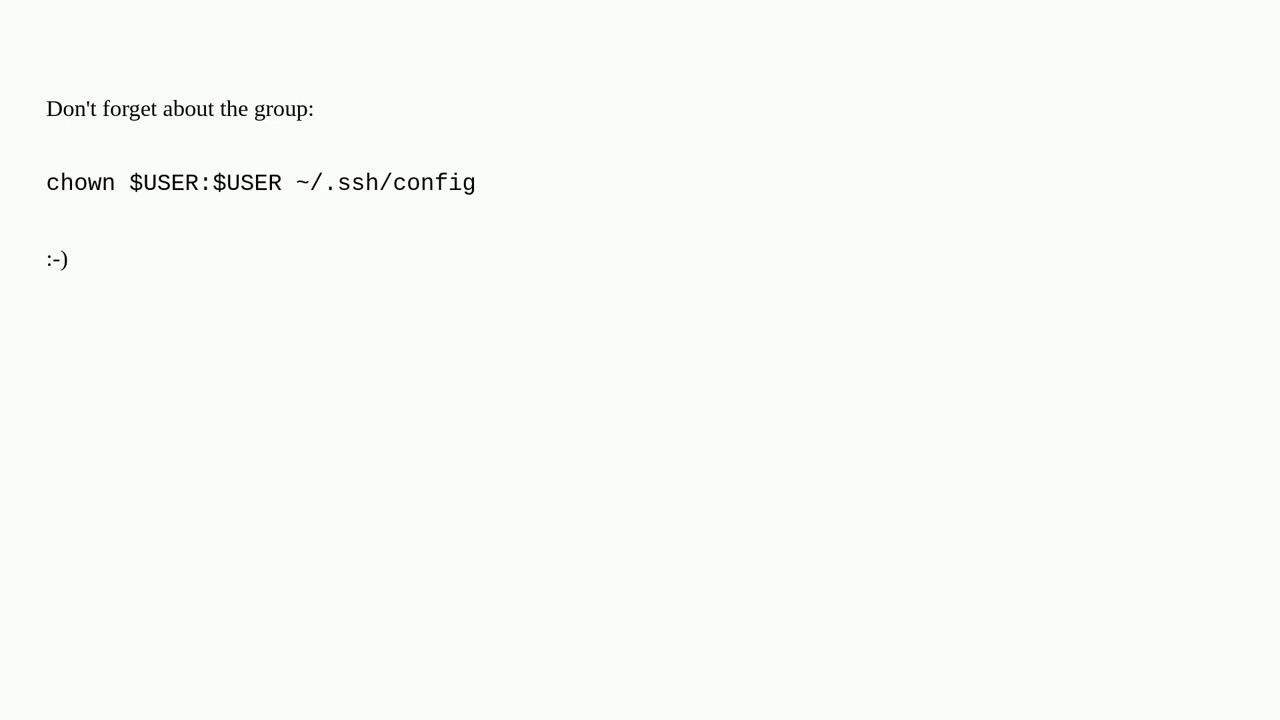 Don't forget about the group:
chown $USER:$USER ~/.ssh/config
:-)